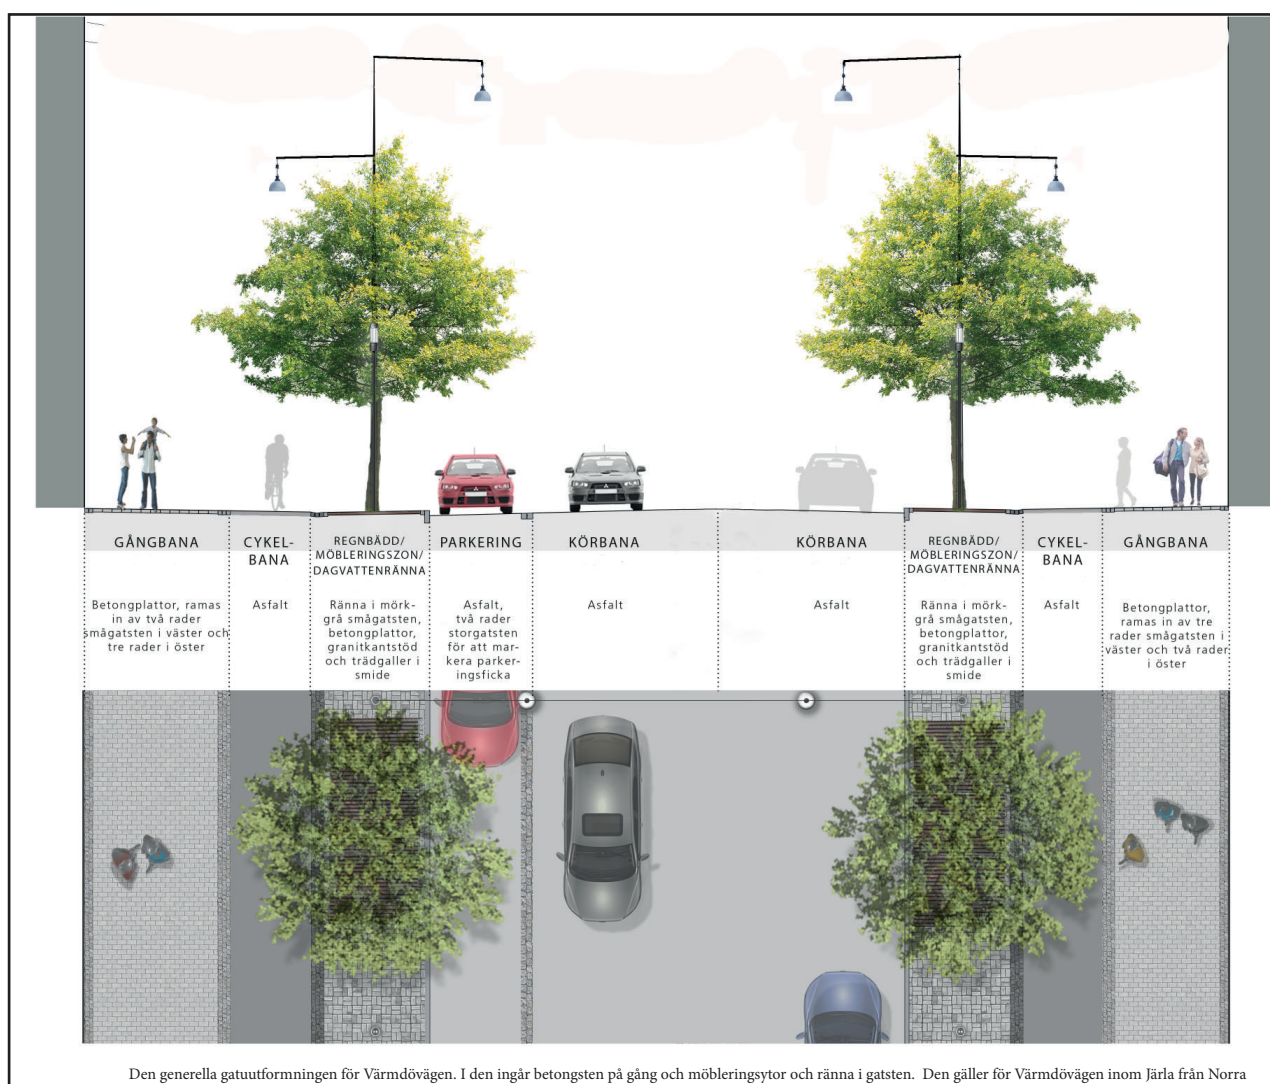 GÅNGBANA
Betongplattor, ramas
in av två rader
smågatsten i väster och
tre rader i öster
CYKEL-
BANA
Asfalt
REGNBÄDD/
MÖBLERINGSZON/
DAGVATTENRÄNNA
Ränna i mörk-
grå smågatsten,
betongplattor,
granitkantstöd
och trädgaller i
smide
PARKERING
Asfalt,
två rader
storgatsten
för att mar-
kera parker-
ingsficka
KÖRBANA
Asfalt
KÖRBANA
Asfalt
REGNBÄDD/
MÖBLERINGSZON/
DAGVATTENRÄNNA
Ränna i mörk-
grå smågatsten,
betongplattor,
granitkantstöd
och trädgaller i
smide
CYKEL-
BANA
Asfalt
GÅNGBANA
Betongplattor,
ramas in av tre
rader smågatsten i
väster och två rader
i öster
Den generella gatuutformningen för Värmdövägen. I den ingår betongsten på gång och möbleringsytor och ränna i gatsten. Den gäller för Värmdövägen inom Järla från Norra